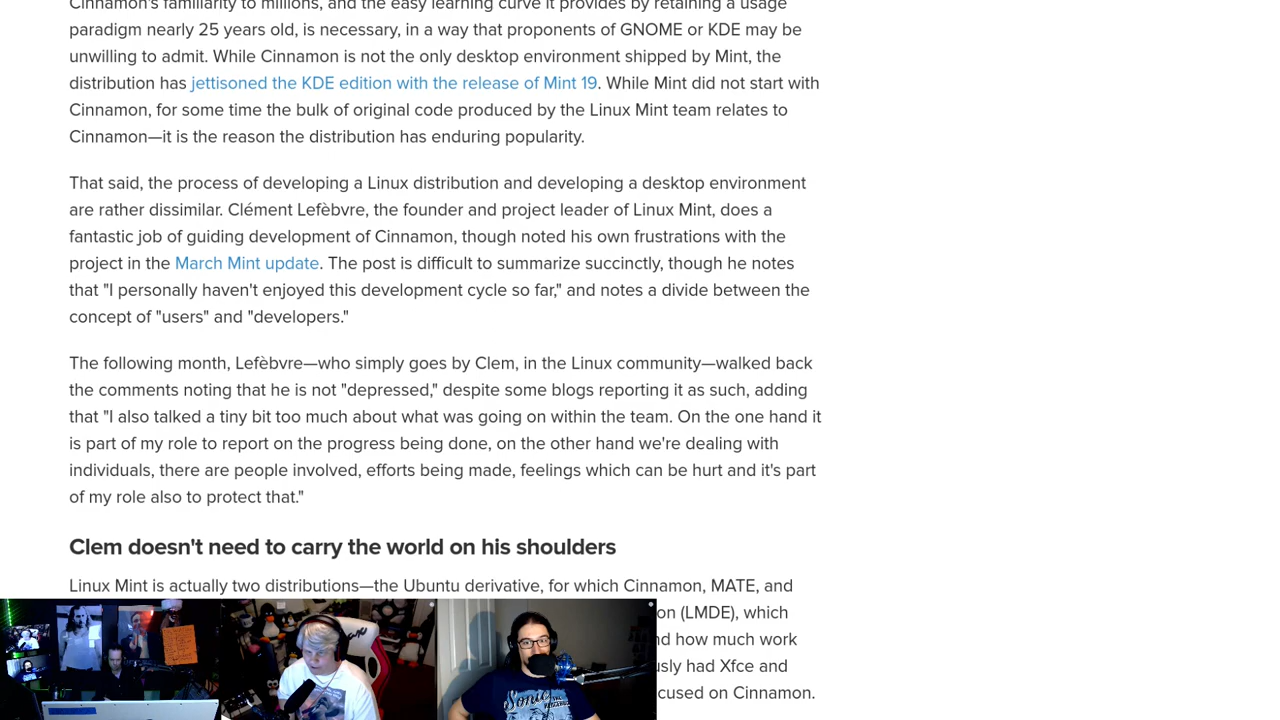 Cinnamon's familiarity to millions, and the easy learning curve it provides by retaining a usage
paradigm nearly 25 years old, is necessary, in a way that proponents of GNOME or KDE may be
unwilling to admit. While Cinnamon is not the only desktop environment shipped by Mint, the
distribution has jettisoned the KDE edition with the release of Mint 19. While Mint did not start with
Cinnamon, for some time the bulk of original code produced by the Linux Mint team relates to
Cinnamon—it is the reason the distribution has enduring popularity.
That said, the process of developing a Linux distribution and developing a desktop environment
are rather dissimilar. Clément Lefèbvre, the founder and project leader of Linux Mint, does a
fantastic job of guiding development of Cinnamon, though noted his own frustrations with the
project in the March Mint update. The post is difficult to summarize succinctly, though he notes
that "I personally haven't enjoyed this development cycle so far," and notes a divide between the
concept of "users" and "developers."
The following month, Lefèbvre—who simply goes by Clem, in the Linux community—walked back
the comments noting that he is not "depressed," despite some blogs reporting it as such, adding
that "I also talked a tiny bit too much about what was going on within the team. On the one hand it
is part of my role to report on the progress being done, on the other hand we're dealing with
individuals, there are people involved, efforts being made, feelings which can be hurt and it's part
of my role also to protect that."
Clem doesn't need to carry the world on his shoulders
Linux Mint is actually two distributions—the Ubuntu derivative, for which Cinnamon, MATE, and
on (LMDE), which
nd how much work
usly had Xfce and
cused on Cinnamon.
Sonic